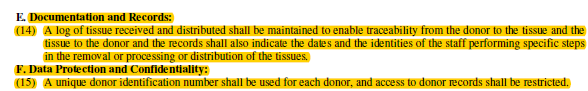 E. Documentation and Records:
(14) A log of tissue received and distributed shall be maintained to enable traceability from the donor to the tissue and the
tissue to the donor and the records shall also indicate the dates and the identities of the staff performing specific steps
in the removal or processing or distribution of the tissues.
F. Data Protection and Confidentiality:
(15) A unique donor identification number shall be used for each donor, and access to donor records shall be restricted.